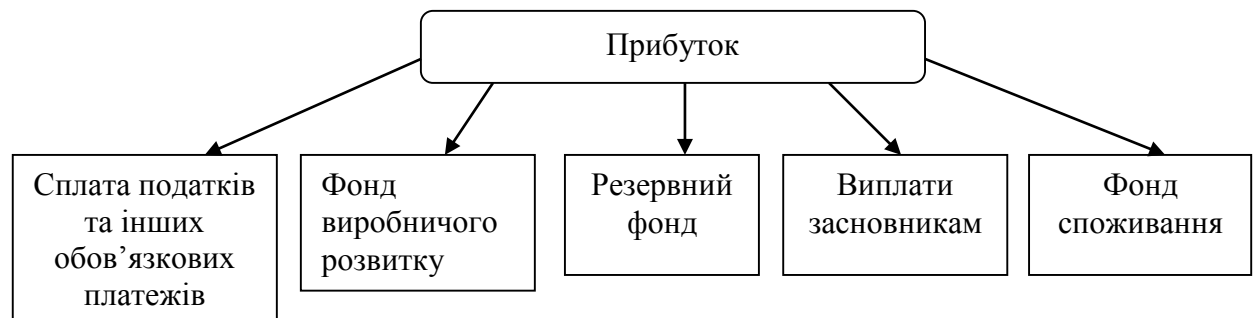 Прибуток
Сплата податків
та інших
обов’язкових
платежів
Фонд
виробничого
розвитку
Резервний
фонд
Виплати
засновникам
Фонд
споживання